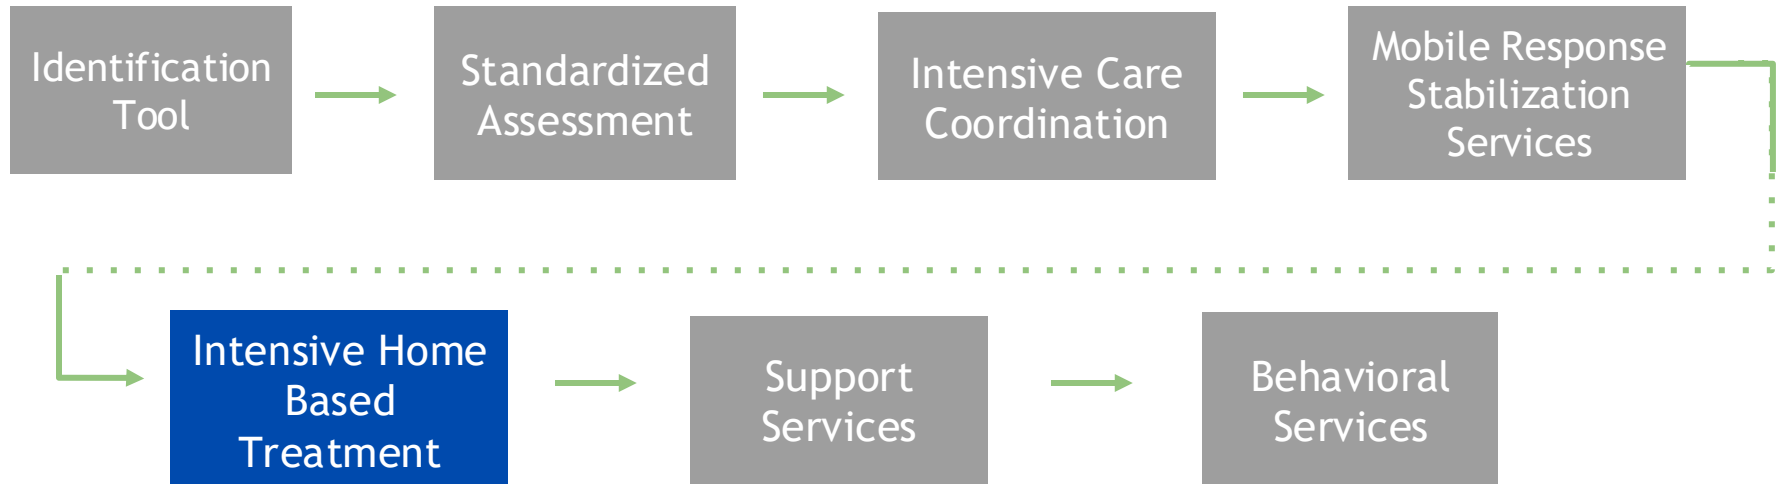 Identification
Tool
Standardized
Assessment
Intensive Care
Coordination
Mobile Response
Stabilization
Services
Intensive Home
Based
Treatment
Support
Services
Behavioral
Services